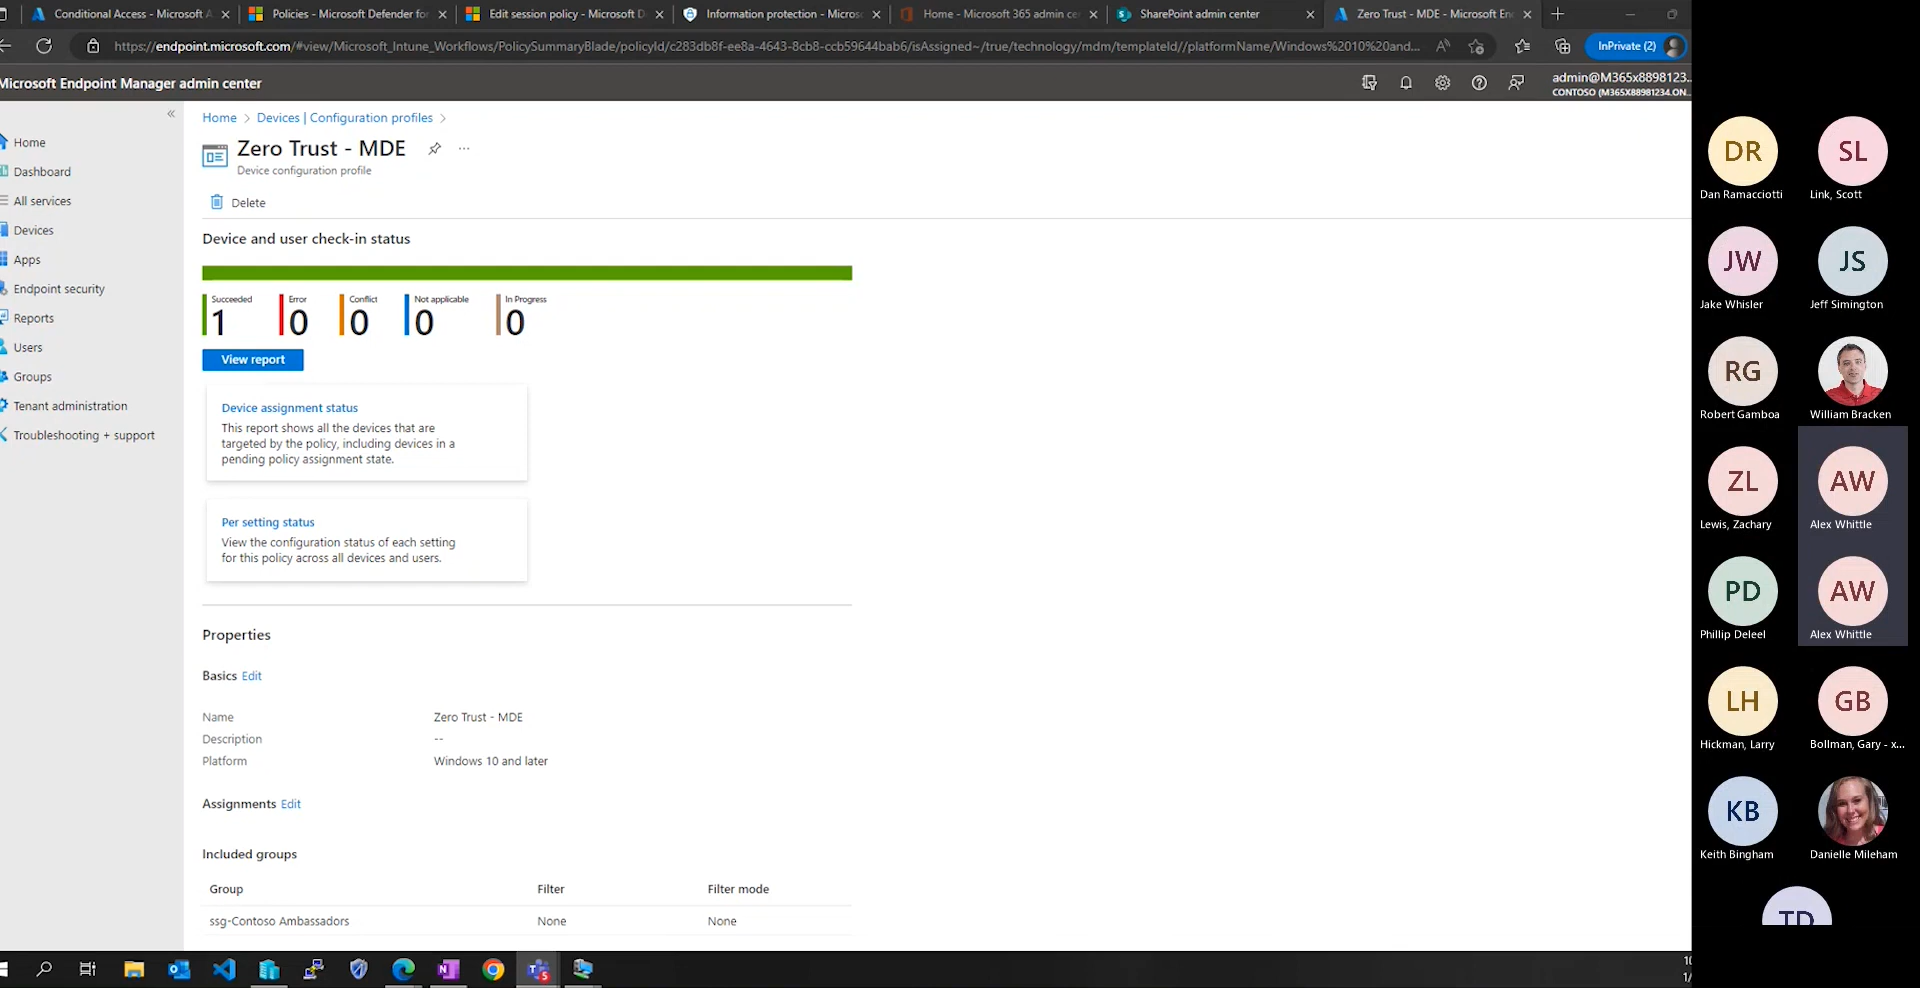 Conditional Access - Microsoft A
Policies - Microsoft Defender for
Edit session policy - Microsoft D
Information protection - Micros
Home - Microsoft 365 admin ce
SharePoint admin center
Zero Trust - MDE - Microsoft En
https://endpoint.microsoft.com/#view/Microsoft_Intune_Workflows/PolicySummaryBlade/policyId/c283db8f-ee8a-4643-8cb8-ccb59644bab6/isAssigned~/true/technology/mdm/templateId//platformName/Windows%2010%20and...
InPrivate (2)
Microsoft Endpoint Manager admin center
admin@M365x8898123...
CONTOSO (M365X88981234.ON...
Home
Dashboard
All services
Devices
Apps
Endpoint security
Reports
Users
Groups
Tenant administration
Troubleshooting + support
Home > Devices | Configuration profiles >
Zero Trust - MDE
Device configuration profile
Delete
Device and user check-in status
Succeeded
1
Error
0
Conflict
0
Not applicable
0
In Progress
0
View report
Device assignment status
This report shows all the devices that are
targeted by the policy, including devices in a
pending policy assignment state.
Per setting status
View the configuration status of each setting
for this policy across all devices and users.
Properties
Basics Edit
Name Zero Trust - MDE
Description --
Platform Windows 10 and later
Assignments Edit
Included groups
Group Filter Filter mode
ssg-Contoso Ambassadors None None
DR
Dan Ramacciotti
SL
Link, Scott
JW
Jake Whisler
JS
Jeff Simington
RG
Robert Gamboa
William Bracken
ZL
Lewis, Zachary
AW
Alex Whittle
PD
Phillip Deleel
AW
Alex Whittle
LH
Hickman, Larry
GB
Bollman, Gary - x...
KB
Keith Bingham
Danielle Mileham
TD